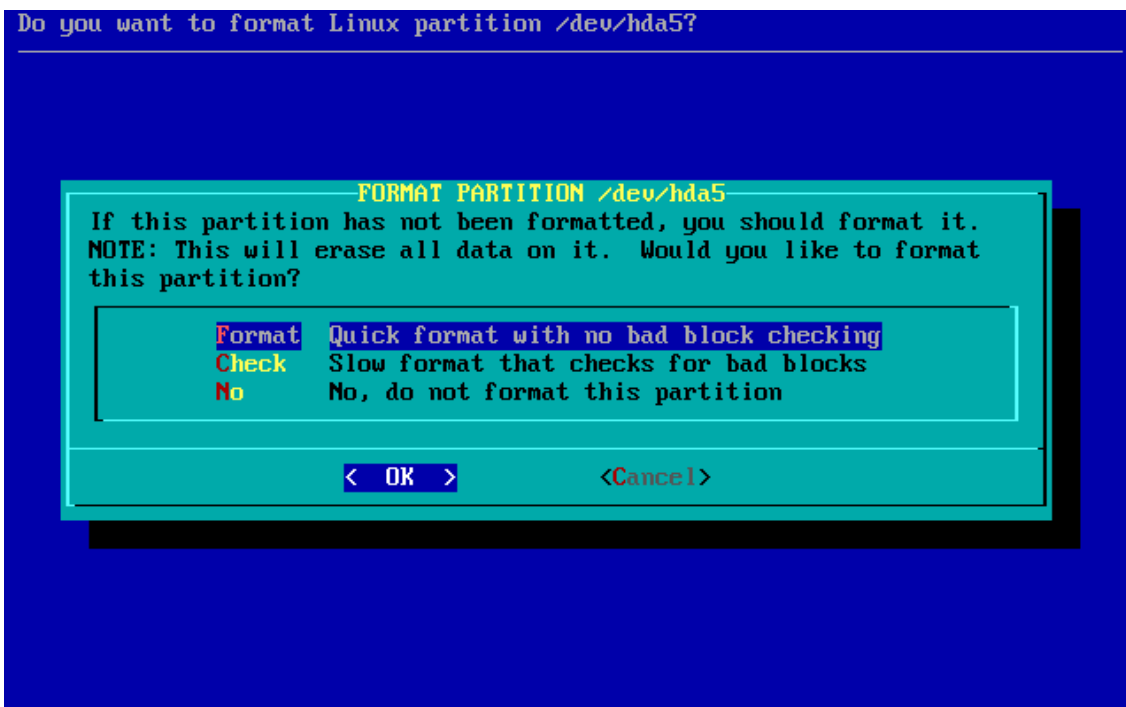 Do you want to format Linux partition /dev/hda5?
FORMAT PARTITION /dev/hda5
If this partition has not been formatted, you should format it.
NOTE: This will erase all data on it.  Would you like to format
this partition?
Format  Quick format with no bad block checking
Check  Slow format that checks for bad blocks
No  No, do not format this partition
<  OK  >  <Cancel>